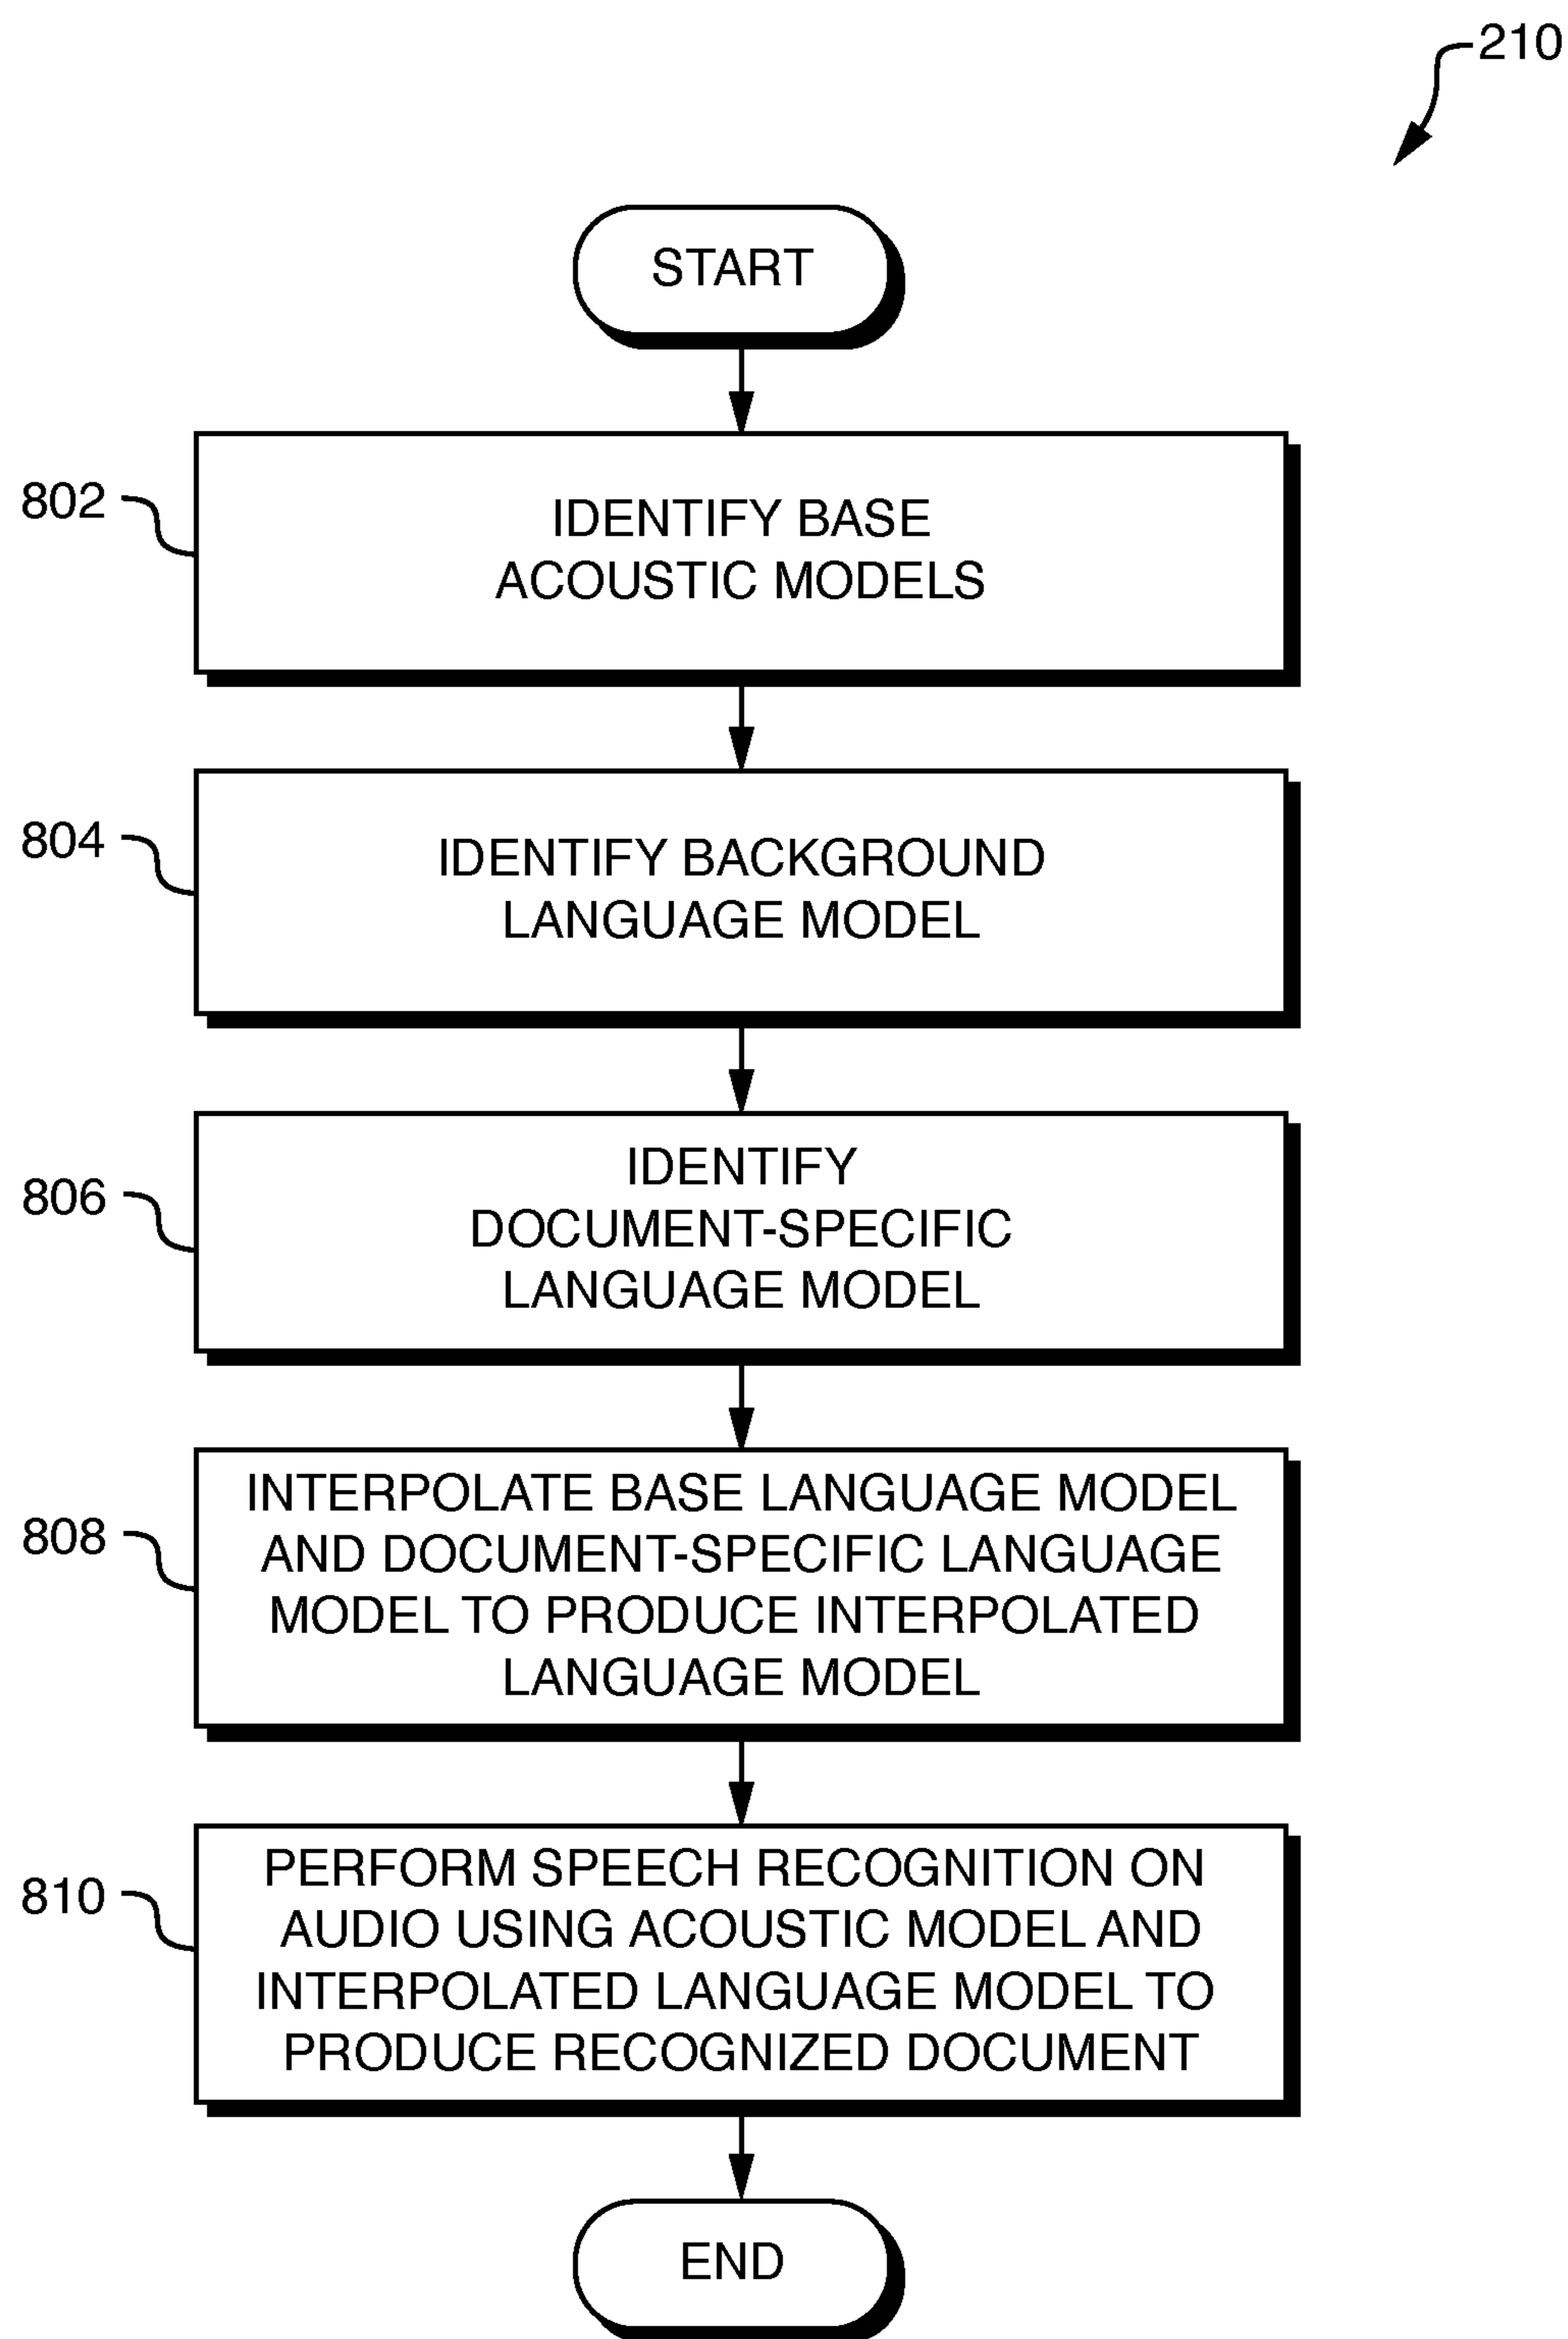 210
START
802
IDENTIFY BASE
ACOUSTIC MODELS
804
IDENTIFY BACKGROUND
LANGUAGE MODEL
806
IDENTIFY
DOCUMENT-SPECIFIC
LANGUAGE MODEL
808
INTERPOLATE BASE LANGUAGE MODEL
AND DOCUMENT-SPECIFIC LANGUAGE
MODEL TO PRODUCE INTERPOLATED
LANGUAGE MODEL
810
PERFORM SPEECH RECOGNITION ON
AUDIO USING ACOUSTIC MODEL AND
INTERPOLATED LANGUAGE MODEL TO
PRODUCE RECOGNIZED DOCUMENT
END